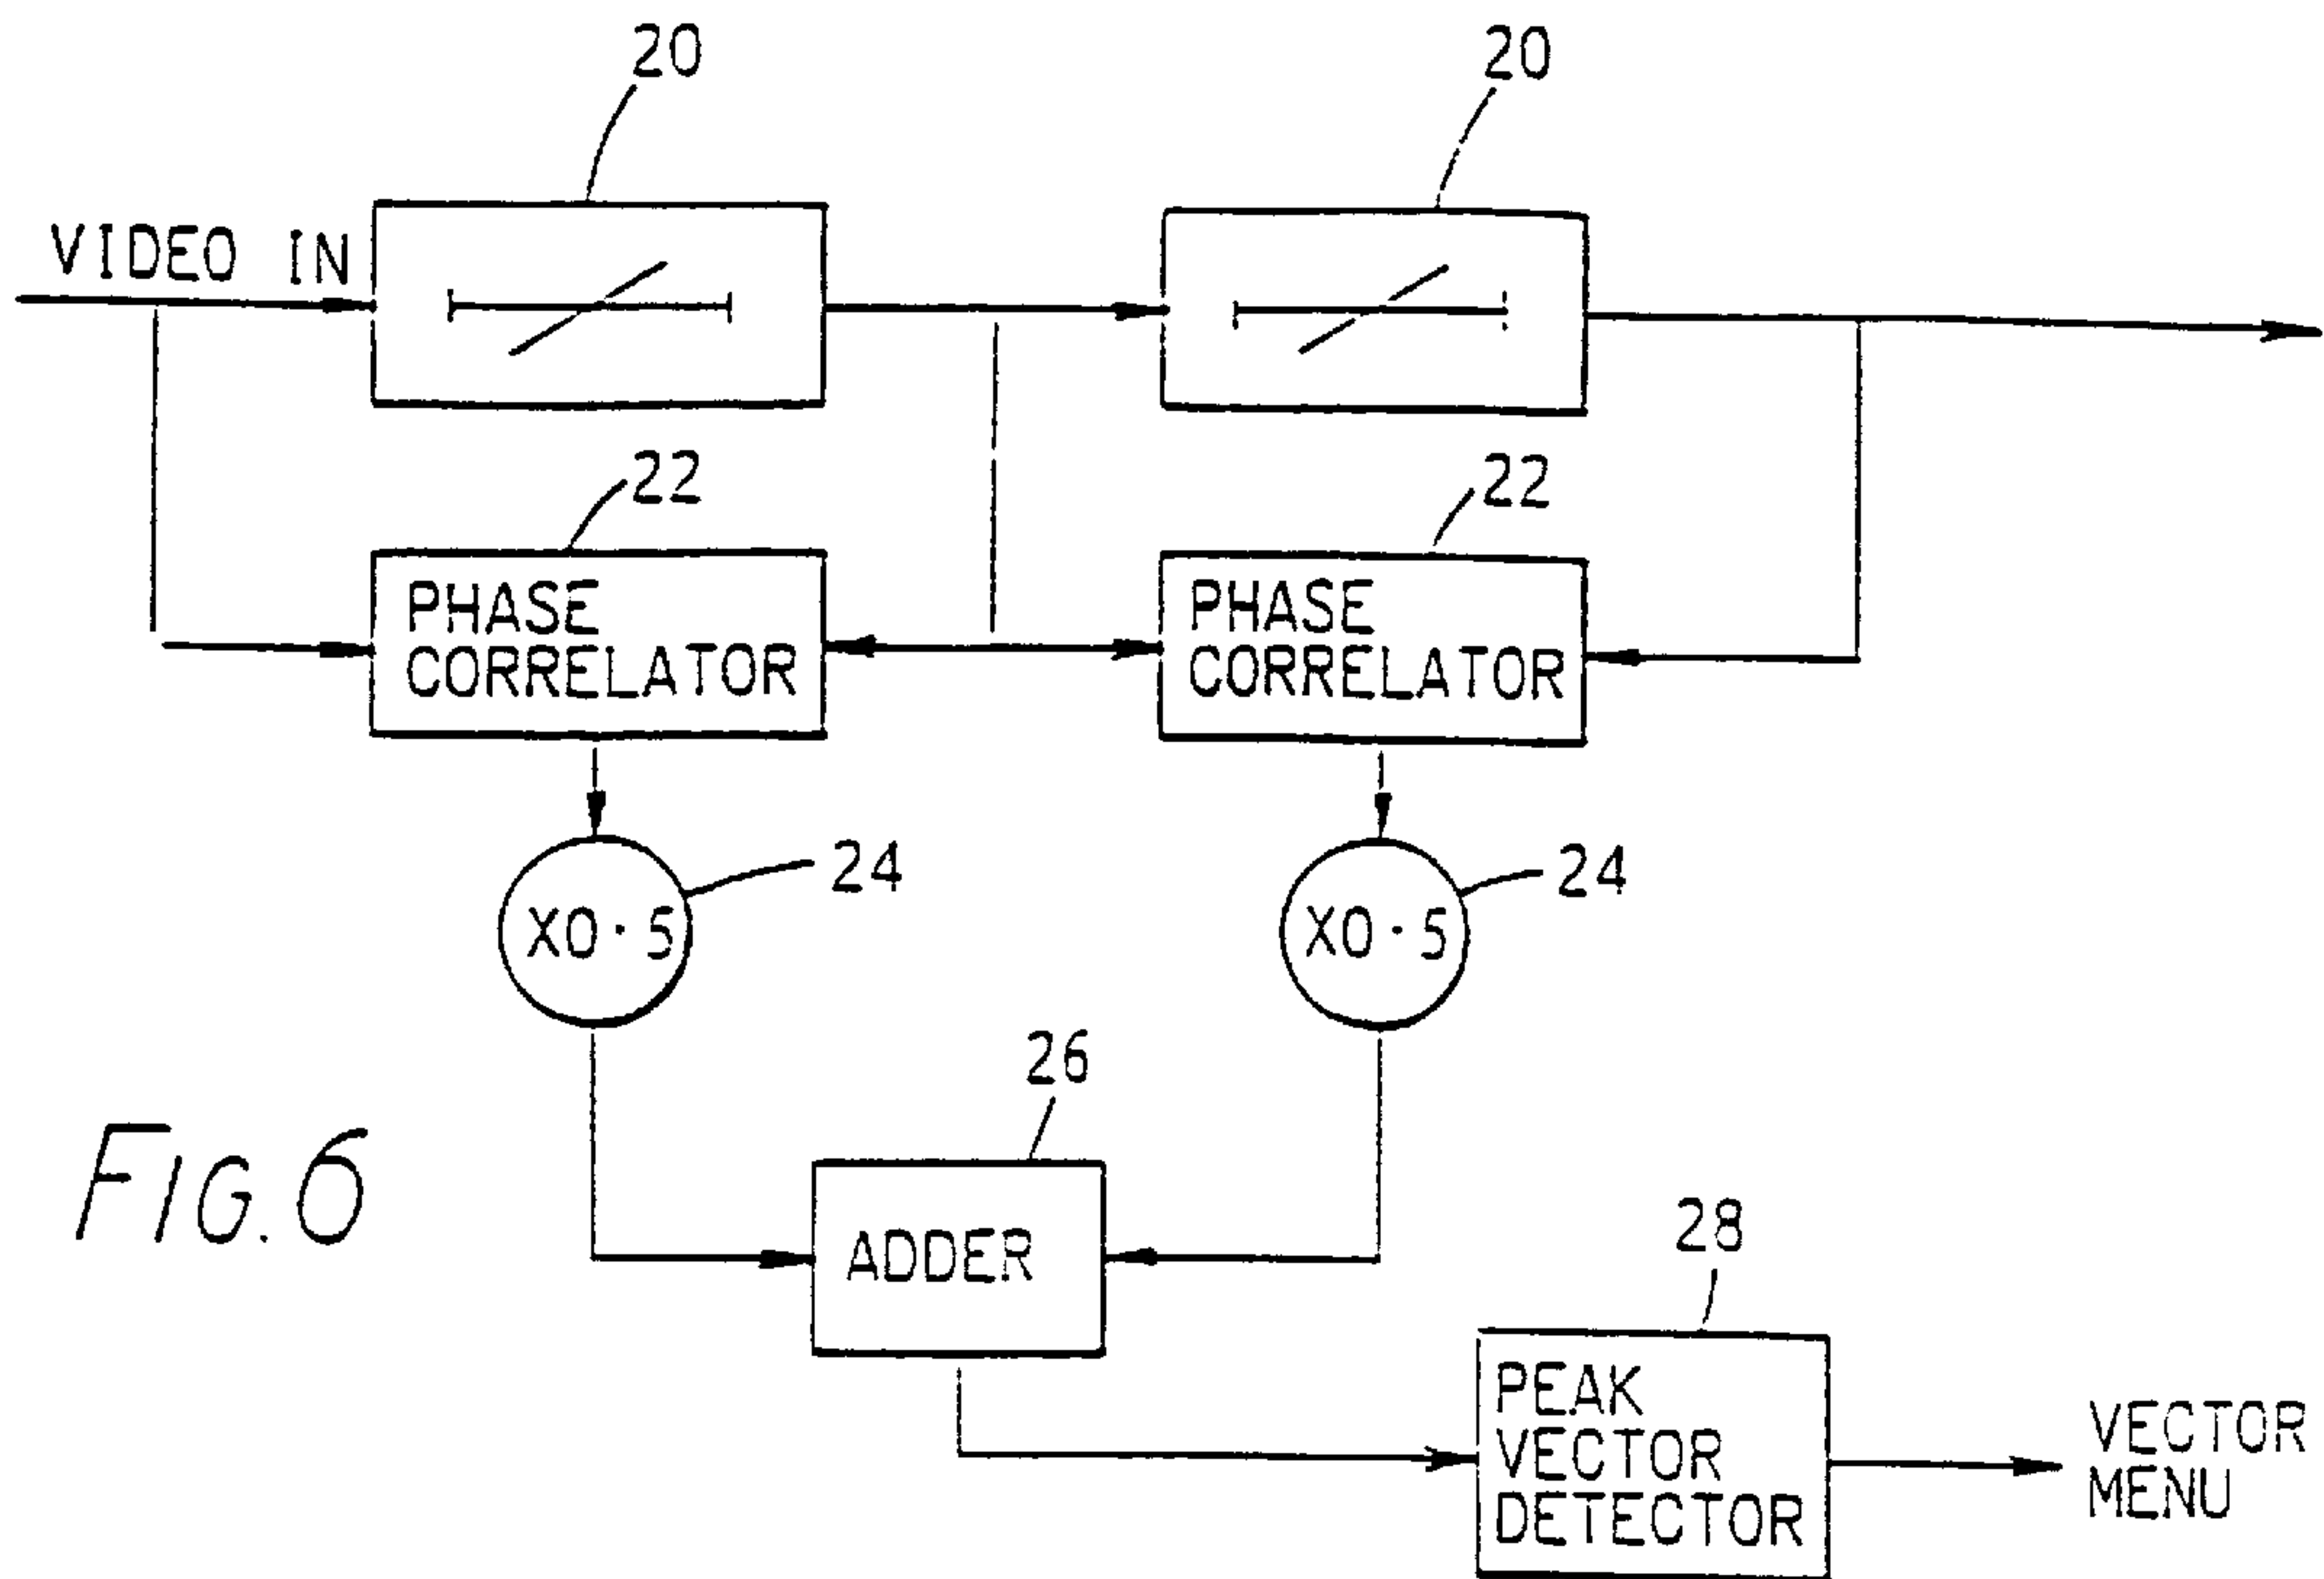 20
20
VIDEO IN
22
22
PHASE
CORRELATOR
PHASE
CORRELATOR
24
24
X0·5
X0·5
26
FIG.6
ADDER
28
PEAK
VECTOR
DETECTOR
VECTOR
MENU